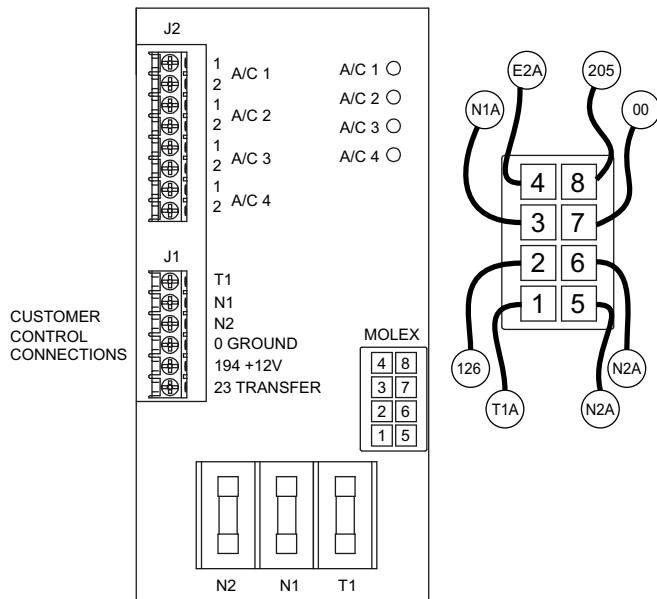 J2
1
A/C 1
2
1
A/C 2
2
1
A/C 3
2
1
A/C 4
2
A/C 1
A/C 2
A/C 3
A/C 4
J1
T1
N1
N2
0 GROUND
194 +12V
23 TRANSFER
CUSTOMER
CONTROL
CONNECTIONS
MOLEX
4 8
3 7
2 6
1 5
N2 N1 T1
E2A 205
N1A 00
4 8
3 7
2 6
1 5
126 N2A
T1A N2A